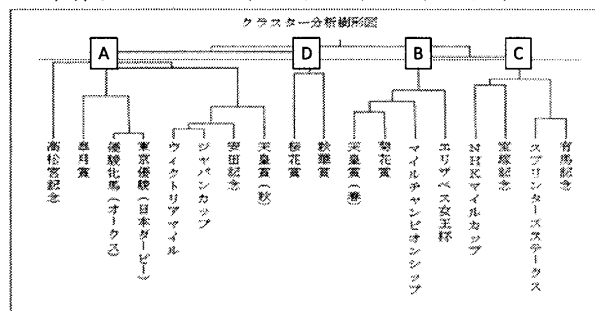 クラスター分析樹形図
A
D
B
C
高松宮記念
皐月賞
優駿牝馬(オークス)
東京優駿(日本ダービー)
ヴィクトリアマイル
ジャパンカップ
安田記念
天皇賞(秋)
桜花賞
秋華賞
天皇賞(春)
菊花賞
マイルチャンピオンシップ
エリザベス女王杯
NHKマイルカップ
宝塚記念
スプリンターズステークス
有馬記念